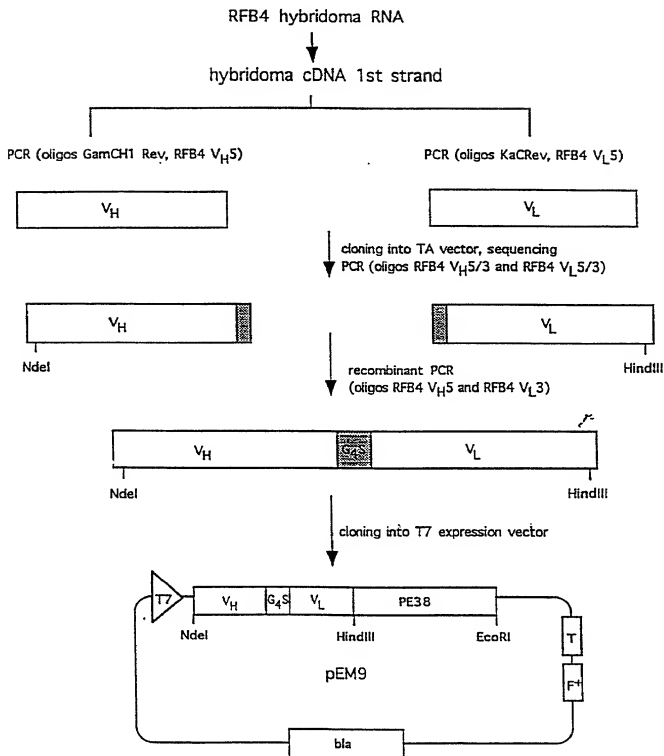 RFB4 hybridoma RNA
hybridoma cDNA 1st strand
PCR (oligos GamCH1 Rev, RFB4 VH5)
PCR (oligos KaCRev, RFB4 VL5)
VH
VL
cloning into TA vector, sequencing
PCR (oligos RFB4 VH5/3 and RFB4 VL5/3)
VH
VL
NdeI
HindIII
recombinant PCR
(oligos RFB4 VH5 and RFB4 VL3)
VH
G4S
VL
NdeI
HindIII
cloning into T7 expression vector
T7
VH
G4S
VL
PE38
NdeI
HindIII
EcoRI
T
F+
pEM9
bla